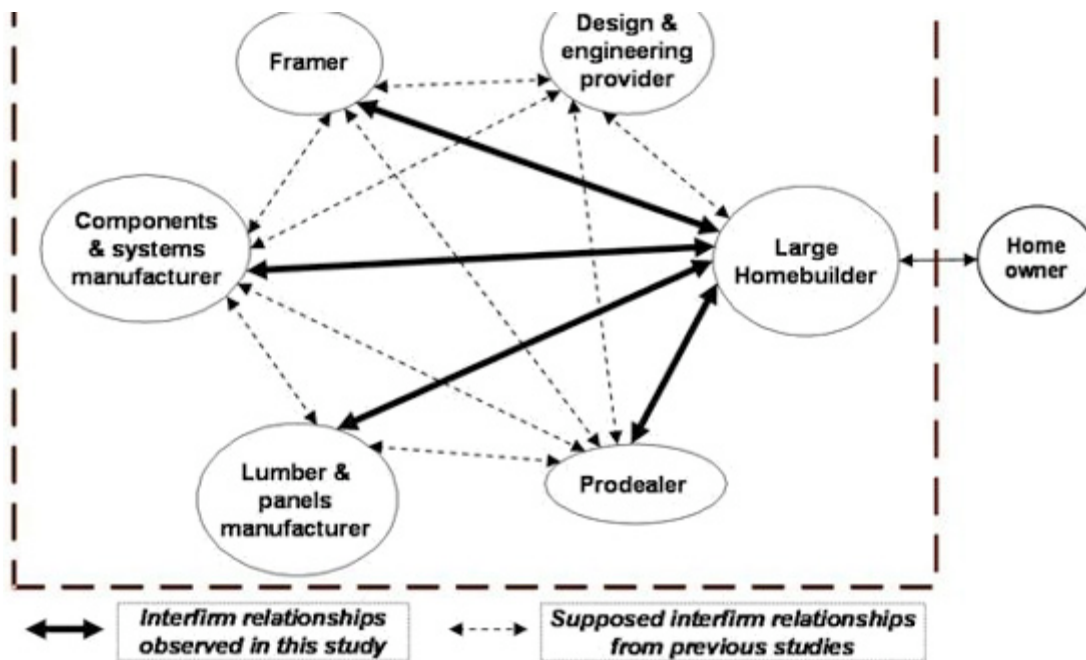 Design &
engineering
provider
Framer
Components
& systems
manufacturer
Large
Homebuilder
Home
owner
Lumber &
panels
manufacturer
Prodealer
Interfirm relationships
observed in this study
Supposed interfirm relationships
from previous studies